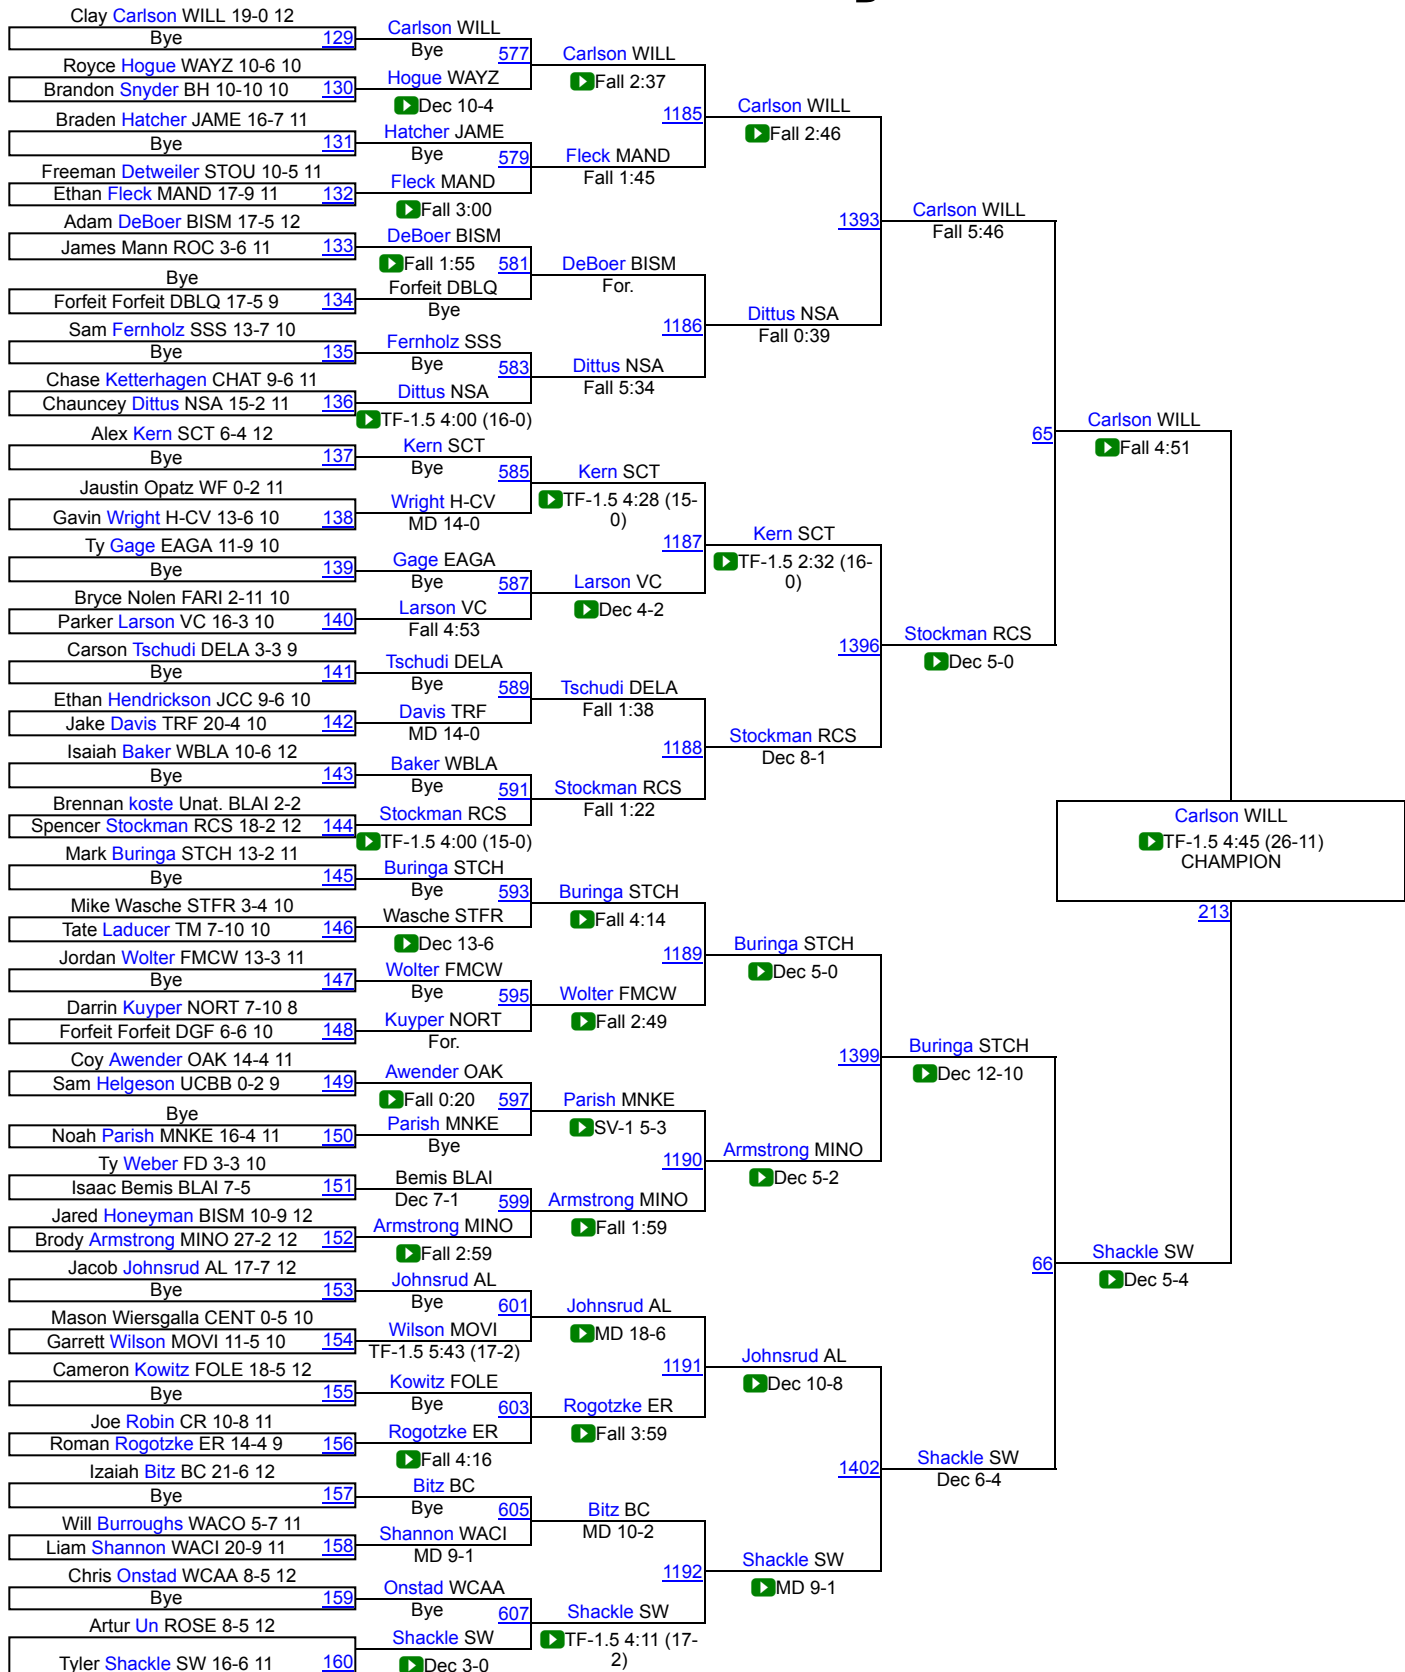 Clay Carlson WILL 19-0 12
Bye 129
Royce Hogue WAYZ 10-6 10
Brandon Snyder BH 10-10 10 130
Braden Hatcher JAME 16-7 11
Bye 131
Freeman Detweiler STOU 10-5 11
Ethan Fleck MAND 17-9 11 132
Adam DeBoer BISM 17-5 12
James Mann ROC 3-6 11 133
Bye
Forfeit Forfeit DBLQ 17-5 9 134
Sam Fernholz SSS 13-7 10
Bye 135
Chase Ketterhagen CHAT 9-6 11
Chauncey Dittus NSA 15-2 11 136
Alex Kern SCT 6-4 12
Bye 137
Jaustin Opatz WF 0-2 11
Gavin Wright H-CV 13-6 10 138
Ty Gage EAGA 11-9 10
Bye 139
Bryce Nolen FARI 2-11 10
Parker Larson VC 16-3 10 140
Carson Tschudi DELA 3-3 9
Bye 141
Ethan Hendrickson JCC 9-6 10
Jake Davis TRF 20-4 10 142
Isaiah Baker WBLA 10-6 12
Bye 143
Brennan koste Unat. BLAI 2-2
Spencer Stockman RCS 18-2 12 144
Mark Buringa STCH 13-2 11
Bye 145
Mike Wasche STFR 3-4 10
Tate Laducer TM 7-10 10 146
Jordan Wolter FMCW 13-3 11
Bye 147
Darrin Kuyper NORT 7-10 8
Forfeit Forfeit DGF 6-6 10 148
Coy Awender OAK 14-4 11
Sam Helgeson UCBB 0-2 9 149
Bye
Noah Parish MNKE 16-4 11 150
Ty Weber FD 3-3 10
Isaac Bemis BLAI 7-5 151
Jared Honeyman BISM 10-9 12
Brody Armstrong MINO 27-2 12 152
Jacob Johnsrud AL 17-7 12
Bye 153
Mason Wiersgalla CENT 0-5 10
Garrett Wilson MOVI 11-5 10 154
Cameron Kowitz FOLE 18-5 12
Bye 155
Joe Robin CR 10-8 11
Roman Rogotzke ER 14-4 9 156
Izaiah Bitz BC 21-6 12
Bye 157
Will Burroughs WACO 5-7 11
Liam Shannon WACI 20-9 11 158
Chris Onstad WCAA 8-5 12
Bye 159
Artur Un ROSE 8-5 12
Tyler Shackle SW 16-6 11 160
Carlson WILL
Bye 577
Hogue WAYZ
Dec 10-4
Hatcher JAME
Bye 579
Fleck MAND
Fall 3:00
DeBoer BISM
Fall 1:55 581
Forfeit DBLQ
Bye
Fernholz SSS
Bye 583
Dittus NSA
TF-1.5 4:00 (16-0)
Kern SCT
Bye 585
Wright H-CV
MD 14-0
Gage EAGA
Bye 587
Larson VC
Fall 4:53
Tschudi DELA
Bye 589
Davis TRF
MD 14-0
Baker WBLA
Bye 591
Stockman RCS
TF-1.5 4:00 (15-0)
Buringa STCH
Bye 593
Wasche STFR
Dec 13-6
Wolter FMCW
Bye 595
Kuyper NORT
For.
Awender OAK
Fall 0:20 597
Parish MNKE
Bye
Bemis BLAI
Dec 7-1 599
Armstrong MINO
Fall 2:59
Johnsrud AL
Bye 601
Wilson MOVI
TF-1.5 5:43 (17-2)
Kowitz FOLE
Bye 603
Rogotzke ER
Fall 4:16
Bitz BC
Bye 605
Shannon WACI
MD 9-1
Onstad WCAA
Bye 607
Shackle SW
Dec 3-0
Carlson WILL
Fall 2:37
1185
Fleck MAND
Fall 1:45
DeBoer BISM
For.
1186
Dittus NSA
Fall 5:34
Kern SCT
TF-1.5 4:28 (15-
0)
1187
Larson VC
Dec 4-2
Tschudi DELA
Fall 1:38
1188
Stockman RCS
Fall 1:22
Buringa STCH
Fall 4:14
1189
Wolter FMCW
Fall 2:49
Parish MNKE
SV-1 5-3
1190
Armstrong MINO
Fall 1:59
Johnsrud AL
MD 18-6
1191
Rogotzke ER
Fall 3:59
Bitz BC
MD 10-2
1192
Shackle SW
TF-1.5 4:11 (17-
2)
Carlson WILL
Fall 2:46
1393
Dittus NSA
Fall 0:39
Kern SCT
TF-1.5 2:32 (16-
0)
1396
Stockman RCS
Dec 8-1
Buringa STCH
Dec 5-0
1399
Armstrong MINO
Dec 5-2
Johnsrud AL
Dec 10-8
1402
Shackle SW
MD 9-1
Carlson WILL
Fall 5:46
65
Stockman RCS
Dec 5-0
Buringa STCH
Dec 12-10
66
Shackle SW
Dec 6-4
Carlson WILL
Fall 4:51
Shackle SW
Dec 5-4
Carlson WILL
TF-1.5 4:45 (26-11)
CHAMPION
213